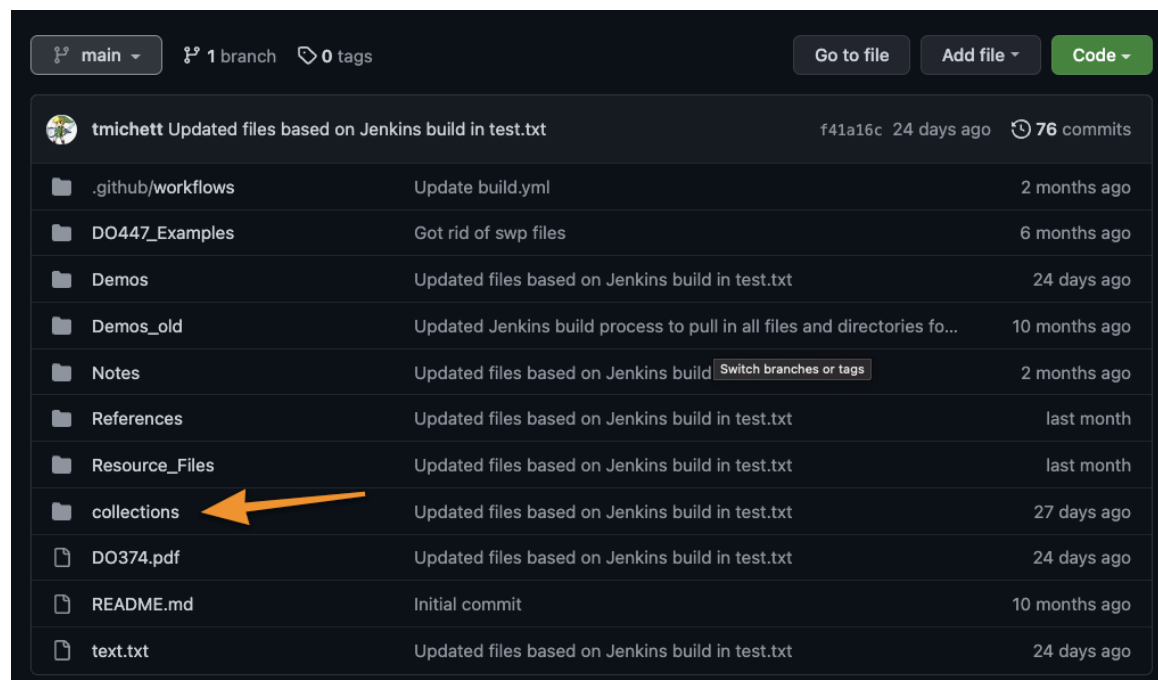 main 1 branch 0 tags Go to file Add file Code
tmichett Updated files based on Jenkins build in test.txt f41a16c 24 days ago 76 commits
.github/workflows Update build.yml 2 months ago
DO447_Examples Got rid of swp files 6 months ago
Demos Updated files based on Jenkins build in test.txt 24 days ago
Demos_old Updated Jenkins build process to pull in all files and directories fo... 10 months ago
Notes Updated files based on Jenkins build Switch branches or tags 2 months ago
References Updated files based on Jenkins build in test.txt last month
Resource_Files Updated files based on Jenkins build in test.txt last month
collections Updated files based on Jenkins build in test.txt 27 days ago
DO374.pdf Updated files based on Jenkins build in test.txt 24 days ago
README.md Initial commit 10 months ago
text.txt Updated files based on Jenkins build in test.txt 24 days ago